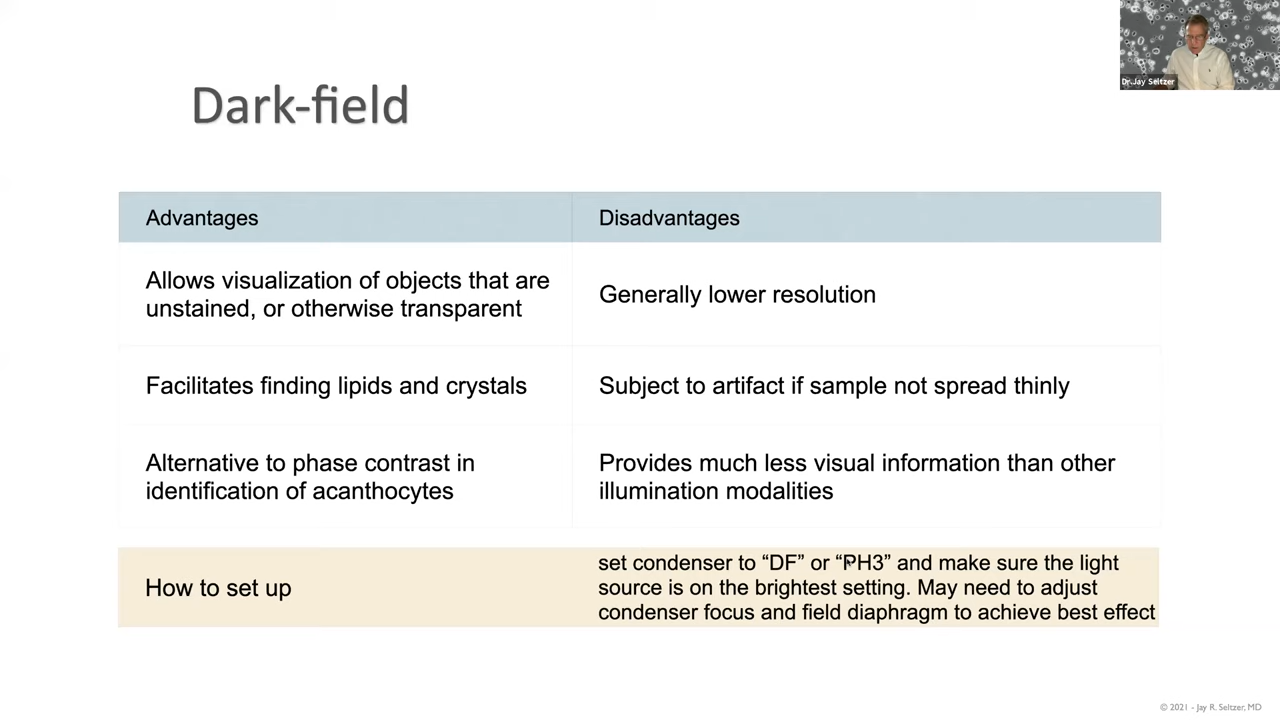 Dr.Jay Seltzer
Dark-field
Advantages
Disadvantages
Allows visualization of objects that are
unstained, or otherwise transparent
Generally lower resolution
Facilitates finding lipids and crystals
Subject to artifact if sample not spread thinly
Alternative to phase contrast in
identification of acanthocytes
Provides much less visual information than other
illumination modalities
How to set up
set condenser to “DF” or “PH3” and make sure the light
source is on the brightest setting. May need to adjust
condenser focus and field diaphragm to achieve best effect
© 2021 - Jay R. Seltzer, MD